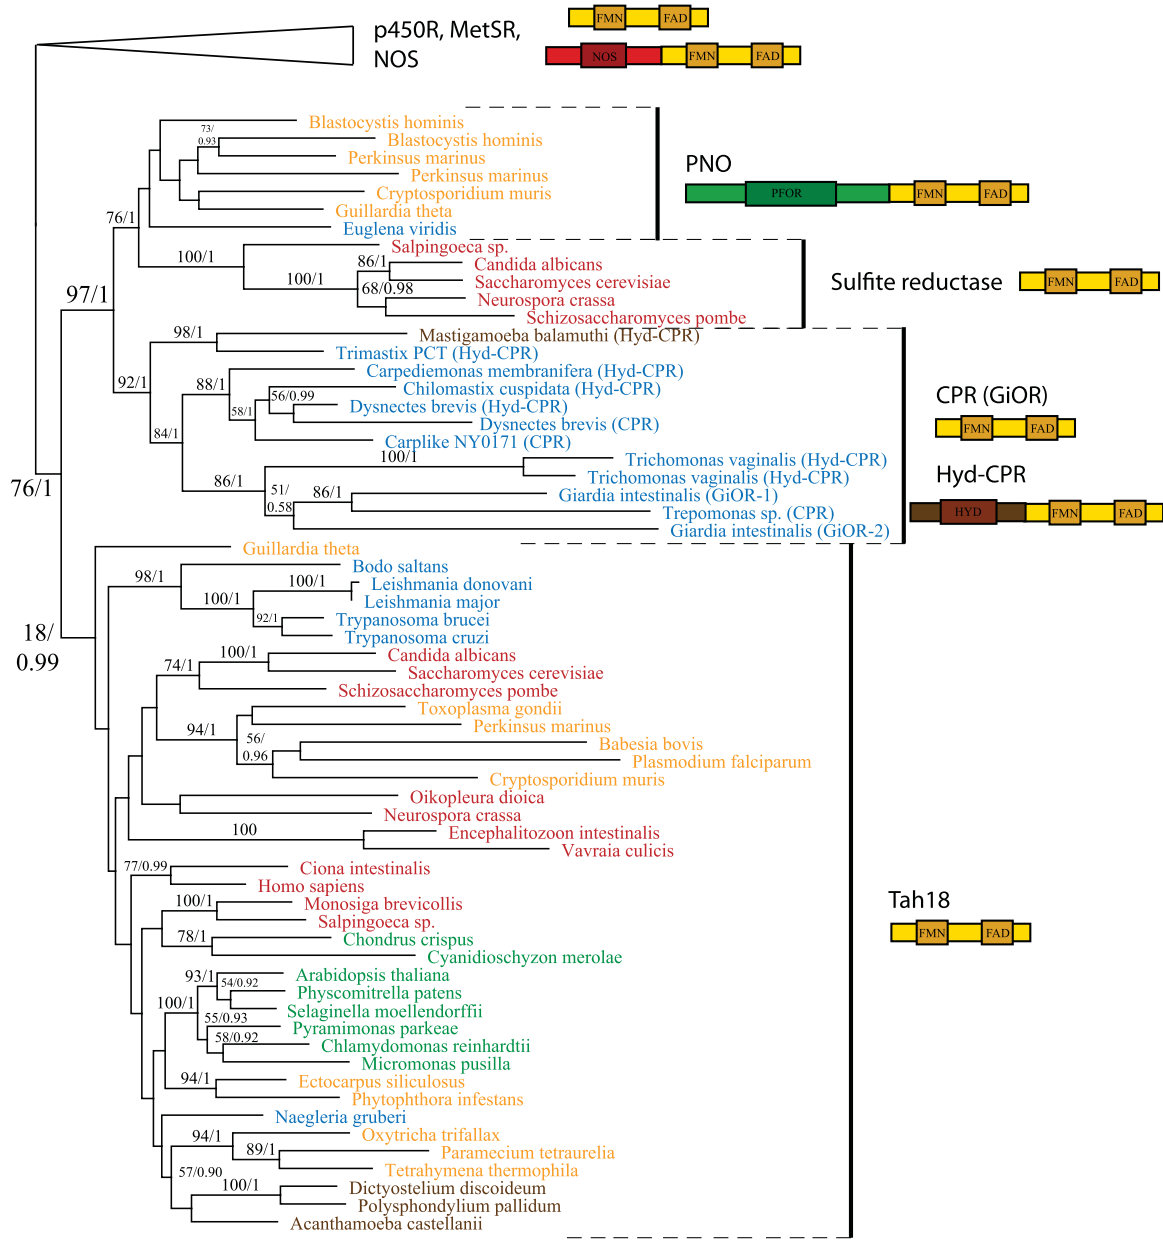 p450R, MetSR,
NOS
FMN FAD
NOS FMN FAD
Blastocystis hominis
73/
0.93
Blastocystis hominis
Perkinsus marinus
Perkinsus marinus
Cryptosporidium muris
Guillardia theta
76/1
Euglena viridis
PNO
PFOR FMN FAD
Salpingoeca sp.
100/1
86/1
Candida albicans
Saccharomyces cerevisiae
100/1
68/0.98
Neurospora crassa
Schizosaccharomyces pombe
Sulfite reductase
FMN FAD
97/1
98/1
Mastigamoeba balamuthi (Hyd-CPR)
Trimastix PCT (Hyd-CPR)
92/1
Carpediemonas membranifera (Hyd-CPR)
88/1
Chilomastix cuspidata (Hyd-CPR)
56/0.99
Dysnectes brevis (Hyd-CPR)
58/1
Dysnectes brevis (CPR)
84/1
Carplike NY0171 (CPR)
100/1
Trichomonas vaginalis (Hyd-CPR)
Trichomonas vaginalis (Hyd-CPR)
86/1
51/
0.58
86/1
Giardia intestinalis (GiOR-1)
Trepomonas sp. (CPR)
Giardia intestinalis (GiOR-2)
CPR (GiOR)
FMN FAD
Hyd-CPR
HYD FMN FAD
76/1
Guillardia theta
98/1
Bodo saltans
100/1
Leishmania donovani
100/1
Leishmania major
92/1
Trypanosoma brucei
Trypanosoma cruzi
18/
0.99
100/1
Candida albicans
74/1
Saccharomyces cerevisiae
Schizosaccharomyces pombe
Toxoplasma gondii
94/1
Perkinsus marinus
56/
0.96
Babesia bovis
Plasmodium falciparum
Cryptosporidium muris
Oikopleura dioica
Neurospora crassa
100
Encephalitozoon intestinalis
Vavraia culicis
77/0.99
Ciona intestinalis
Homo sapiens
100/1
Monosiga brevicollis
Salpingoeca sp.
78/1
Chondrus crispus
Cyanidioschyzon merolae
Tah18
FMN FAD
93/1
Arabidopsis thaliana
54/0.92
Physcomitrella patens
100/1
Selaginella moellendorffii
55/0.93
Pyramimonas parkeae
58/0.92
Chlamydomonas reinhardtii
Micromonas pusilla
94/1
Ectocarpus siliculosus
Phytophthora infestans
Naegleria gruberi
94/1
Oxytricha trifallax
89/1
Paramecium tetraurelia
Tetrahymena thermophila
57/0.90
100/1
Dictyostelium discoideum
Polysphondylium pallidum
Acanthamoeba castellanii